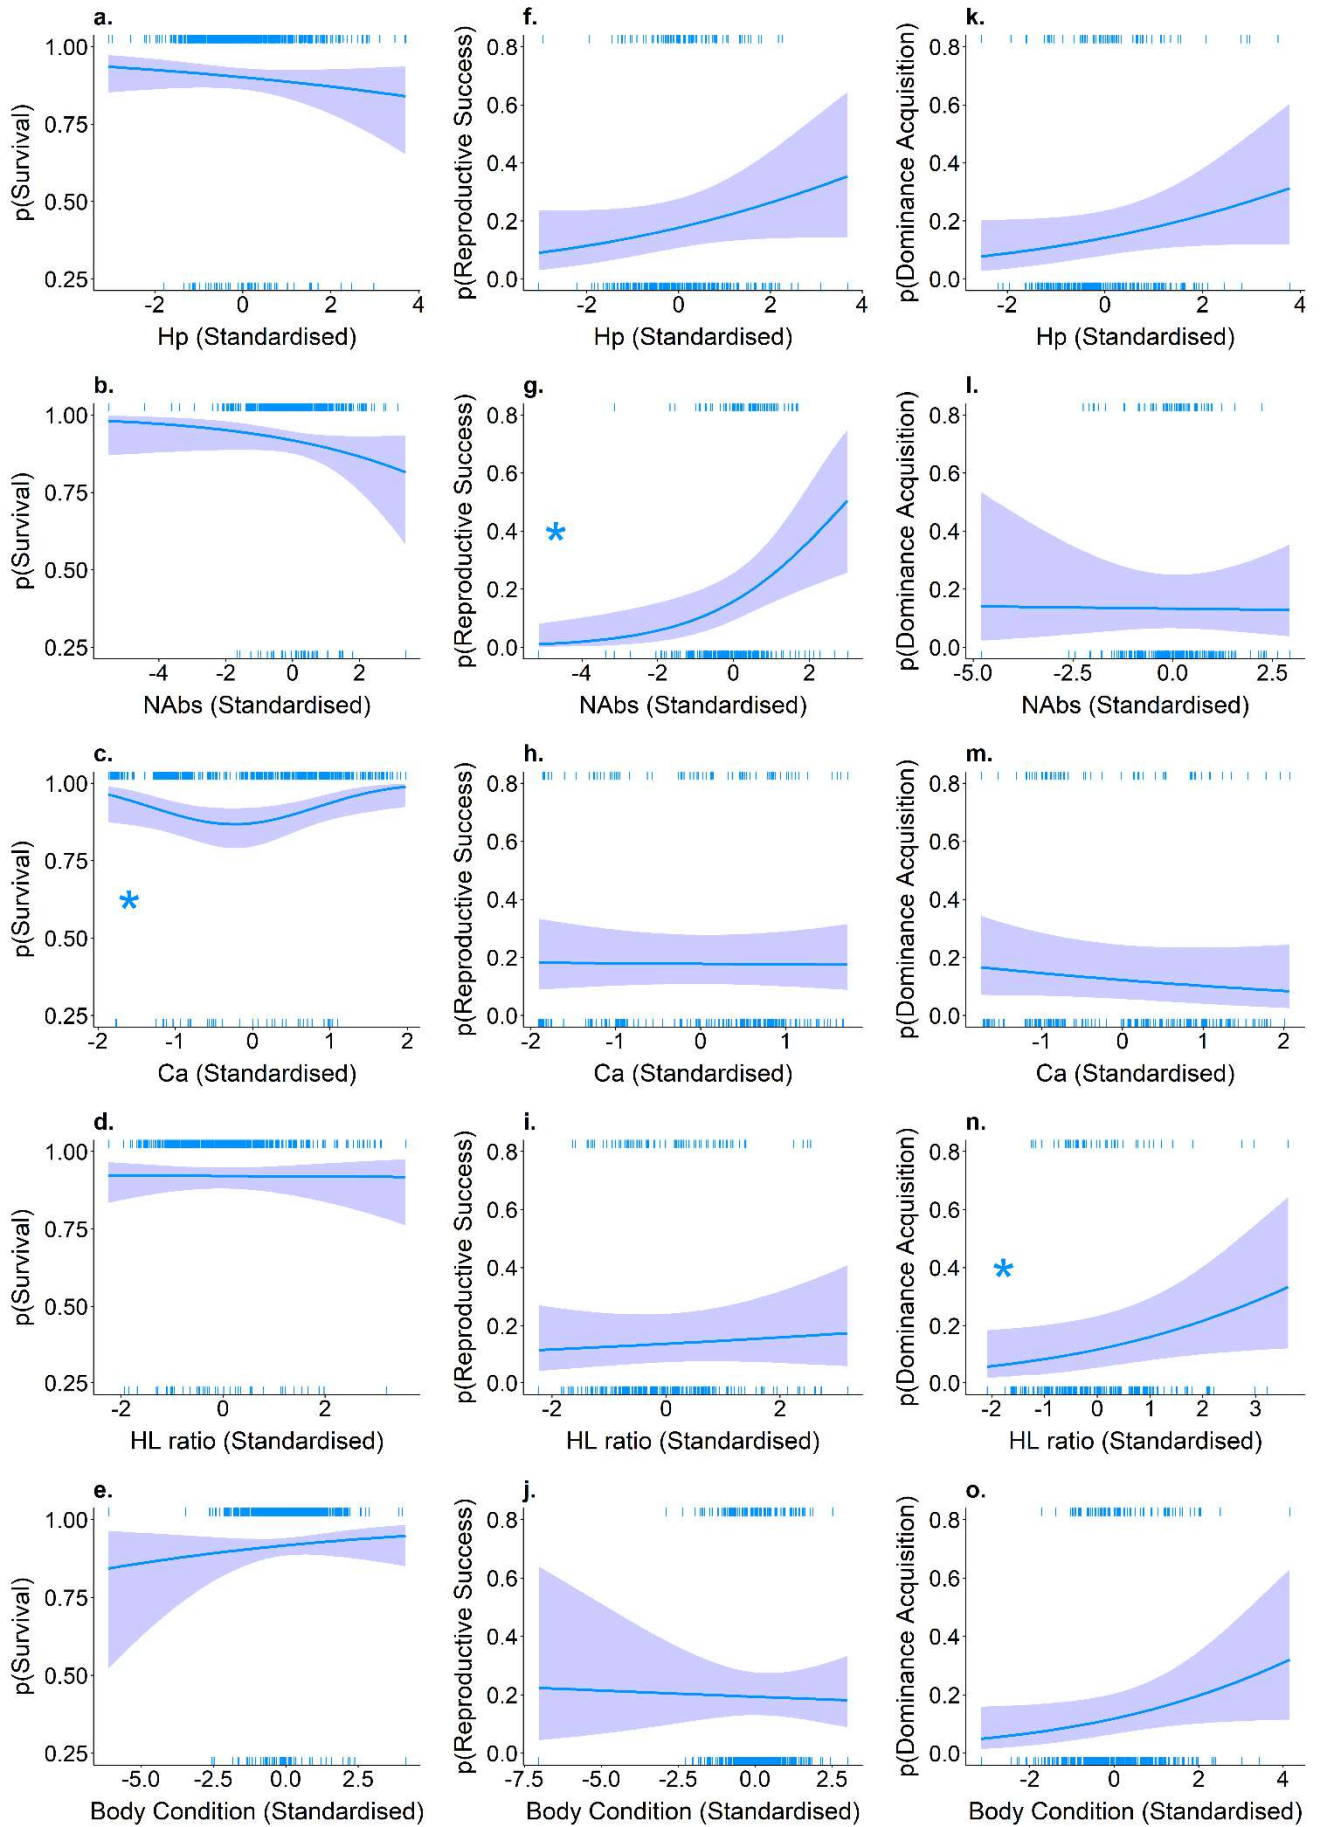 a.
p(Survival)
1.00
0.75
0.50
0.25
-2 0 2 4
Hp (Standardised)
f.
p(Reproductive Success)
0.8
0.6
0.4
0.2
0.0
-2 0 2 4
Hp (Standardised)
k.
p(Dominance Acquisition)
0.8
0.6
0.4
0.2
0.0
-2 0 2 4
Hp (Standardised)
b.
p(Survival)
1.00
0.75
0.50
0.25
-4 -2 0 2
NAbs (Standardised)
g.
p(Reproductive Success)
0.8
0.6
0.4
0.2
0.0
*
-4 -2 0 2
NAbs (Standardised)
l.
p(Dominance Acquisition)
0.8
0.6
0.4
0.2
0.0
-5.0 -2.5 0.0 2.5
NAbs (Standardised)
c.
p(Survival)
1.00
0.75
0.50
0.25
*
-2 -1 0 1 2
Ca (Standardised)
h.
p(Reproductive Success)
0.8
0.6
0.4
0.2
0.0
-2 -1 0 1
Ca (Standardised)
m.
p(Dominance Acquisition)
0.8
0.6
0.4
0.2
0.0
-1 0 1 2
Ca (Standardised)
d.
p(Survival)
1.00
0.75
0.50
0.25
-2 0 2
HL ratio (Standardised)
i.
p(Reproductive Success)
0.8
0.6
0.4
0.2
0.0
-2 0 2
HL ratio (Standardised)
n.
p(Dominance Acquisition)
0.8
0.6
0.4
0.2
0.0
*
-2 -1 0 1 2 3
HL ratio (Standardised)
e.
p(Survival)
1.00
0.75
0.50
0.25
-5.0 -2.5 0.0 2.5
Body Condition (Standardised)
j.
p(Reproductive Success)
0.8
0.6
0.4
0.2
0.0
-7.5 -5.0 -2.5 0.0 2.5
Body Condition (Standardised)
o.
p(Dominance Acquisition)
0.8
0.6
0.4
0.2
0.0
-2 0 2 4
Body Condition (Standardised)